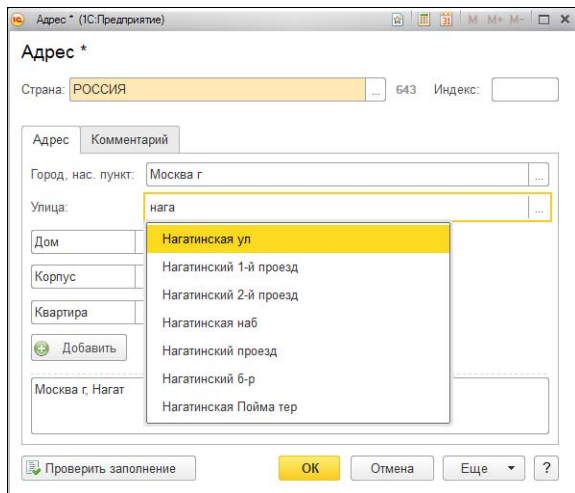 Адрес * (1С:Предприятие) 31 M M+ M-
Адрес *
Страна: РОССИЯ ... 643 Индекс:
Адрес Комментарий
Город, нас. пункт: Москва г ...
Улица: нага ...
Дом
Нагатинская ул
Корпус
Нагатинский 1-й проезд
Нагатинский 2-й проезд
Квартира
Нагатинская наб
Добавить
Нагатинский проезд
Нагатинский б-р
Москва г, Нагат
Нагатинская Пойма тер
Проверить заполнение ОК Отмена Еще ?